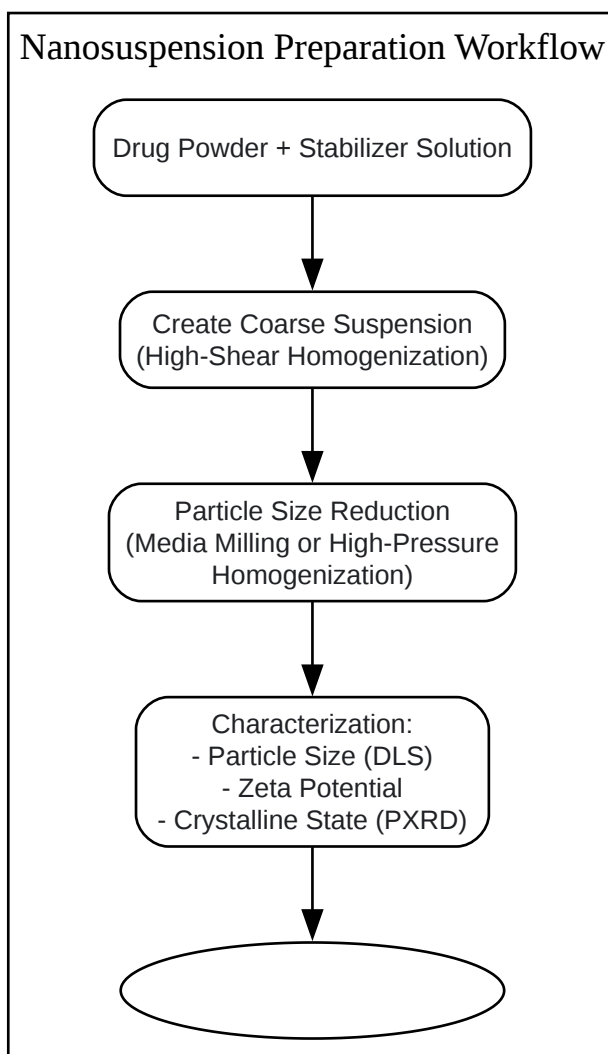 Nanosuspension Preparation Workflow
Drug Powder + Stabilizer Solution
Create Coarse Suspension
(High-Shear Homogenization)
Particle Size Reduction
(Media Milling or High-Pressure
Homogenization)
Characterization:
- Particle Size (DLS)
- Zeta Potential
- Crystalline State (PXRD)